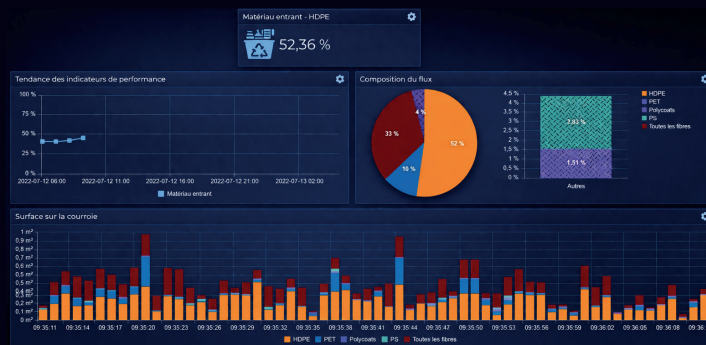 Matériau entrant - HDPE
52,36 %
Tendance des indicateurs de performance
100 %
75 %
50 %
25 %
0 %
2022-07-12 06:00 2022-07-12 11:00 2022-07-12 16:00 2022-07-12 21:00 2022-07-13 02:00
Matériau entrant
Composition du flux
4 %
33 %
52 %
10 %
4,5 %
4 %
3,5 %
3 %
2,5 %
2 %
1,5 %
1 %
0,5 %
0 %
2,83 %
1,51 %
Autres
HDPE
PET
Polycoats
PS
Toutes les fibres
Surface sur la courroie
1 m²
0,9 m²
0,8 m²
0,7 m²
0,6 m²
0,5 m²
0,4 m²
0,3 m²
0,2 m²
0,1 m²
0 m²
09:35:11 09:35:14 09:35:17 09:35:20 09:35:23 09:35:26 09:35:29 09:35:32 09:35:35 09:35:38 09:35:41 09:35:44 09:35:47 09:35:50 09:35:53 09:35:56 09:35:59 09:36:02 09:36:05 09:36:08 09:36:11
HDPE PET Polycoats PS Toutes les fibres